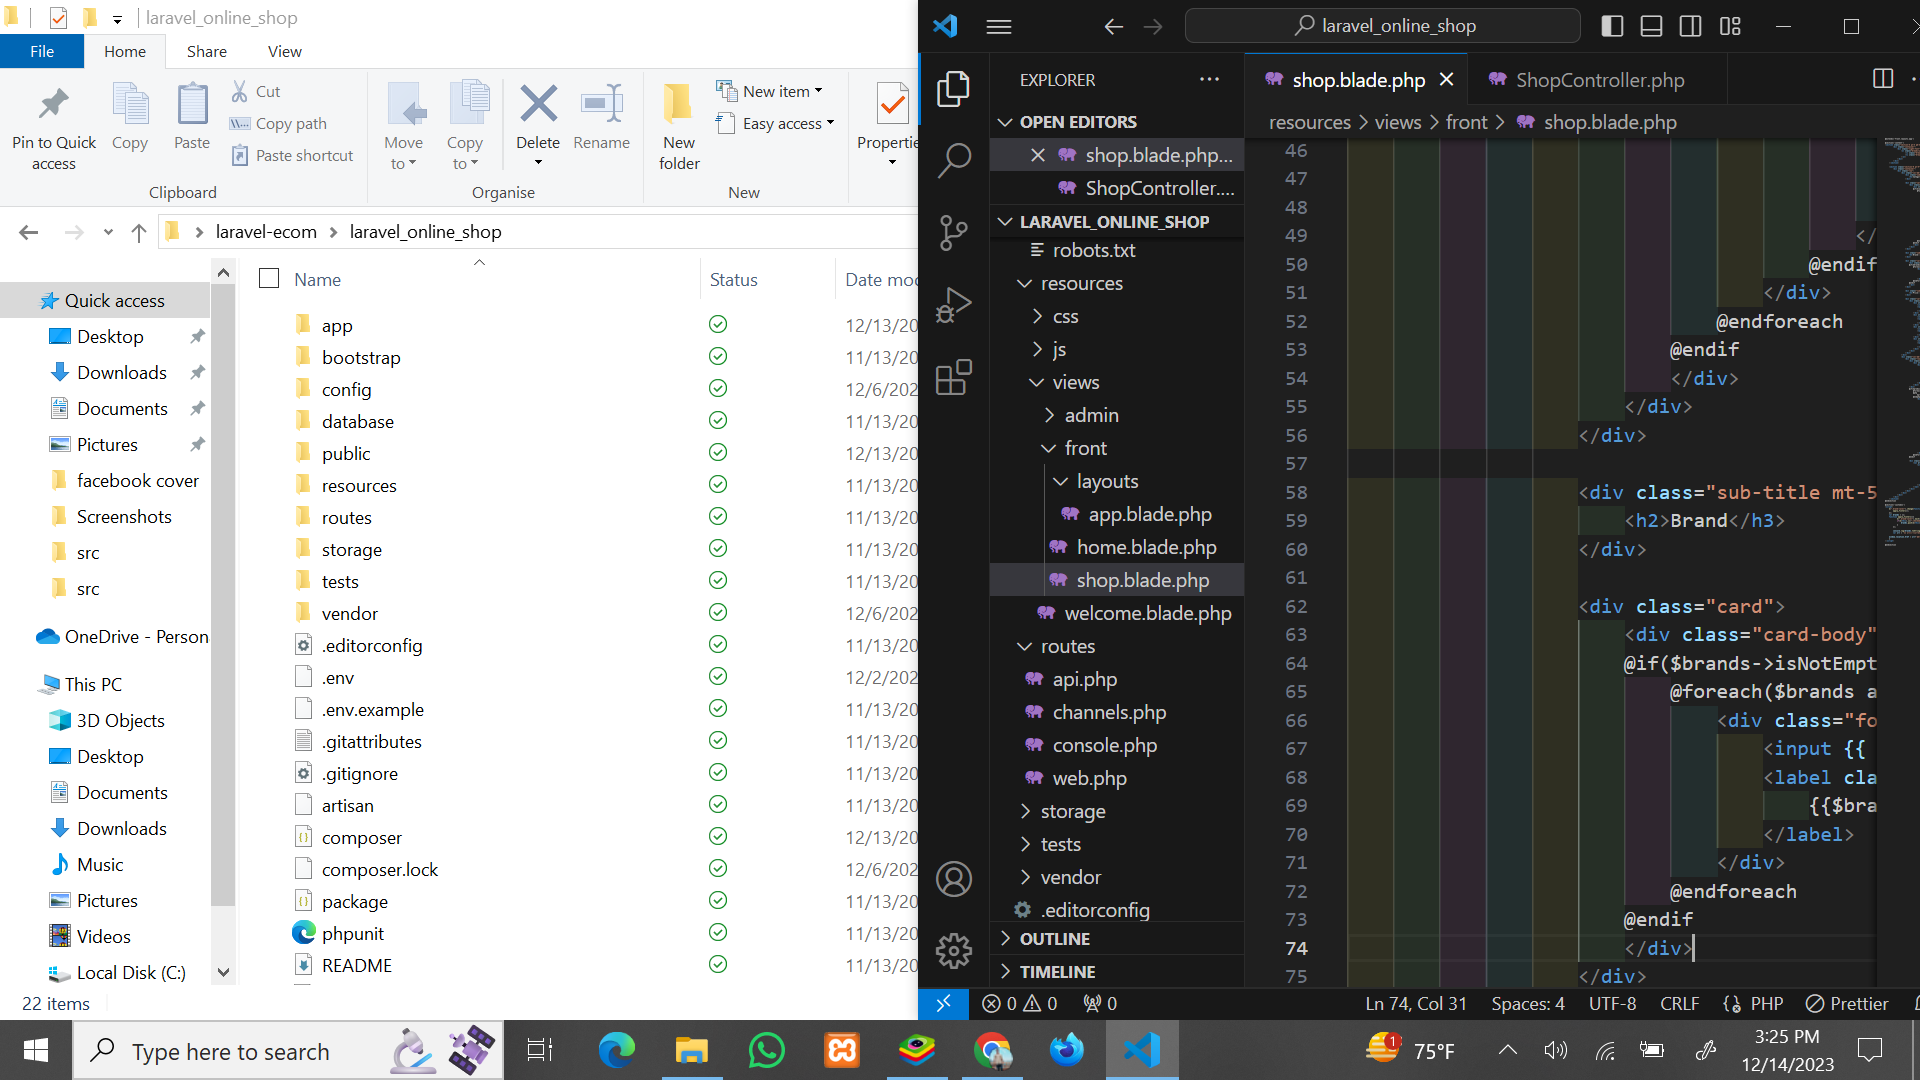 laravel_online_shop
File Home Share View
Pin to Quick access
Copy
Paste
Cut
Copy path
Paste shortcut
Clipboard
Move to
Copy to
Delete
Rename
Organise
New folder
New item
Easy access
New
Propertie
laravel-ecom laravel_online_shop
Name Status Date mod
Quick access
Desktop
Downloads
Documents
Pictures
facebook cover
Screenshots
src
src
OneDrive - Person
This PC
3D Objects
Desktop
Documents
Downloads
Music
Pictures
Videos
Local Disk (C:)
app 12/13/20
bootstrap 11/13/20
config 12/6/202
database 11/13/20
public 12/13/20
resources 11/13/20
routes 11/13/20
storage 11/13/20
tests 11/13/20
vendor 12/6/202
.editorconfig 11/13/20
.env 12/2/202
.env.example 11/13/20
.gitattributes 11/13/20
.gitignore 11/13/20
artisan 11/13/20
composer 12/13/20
composer.lock 12/6/202
package 11/13/20
phpunit 11/13/20
README 11/13/20
22 items
laravel_online_shop
EXPLORER
OPEN EDITORS
shop.blade.php...
ShopController....
LARAVEL_ONLINE_SHOP
robots.txt
resources
css
js
views
admin
front
layouts
app.blade.php
home.blade.php
shop.blade.php
welcome.blade.php
routes
api.php
channels.php
console.php
web.php
storage
tests
vendor
.editorconfig
OUTLINE
TIMELINE
shop.blade.php ShopController.php
resources > views > front > shop.blade.php
46
47
48
49 </
50 @endif
51 </div>
52 @endforeach
53 @endif
54 </div>
55 </div>
56 </div>
57
58 <div class="sub-title mt-5
59 <h2>Brand</h3>
60 </div>
61
62 <div class="card">
63 <div class="card-body"
64 @if($brands->isNotEmpt
65 @foreach($brands a
66 <div class="fo
67 <input {{
68 <label cla
69 {{$bra
70 </label>
71 </div>
72 @endforeach
73 @endif
74 </div>
75 </div>
0 0 0 Ln 74, Col 31 Spaces: 4 UTF-8 CRLF PHP Prettier
Type here to search
1
75°F
3:25 PM
12/14/2023